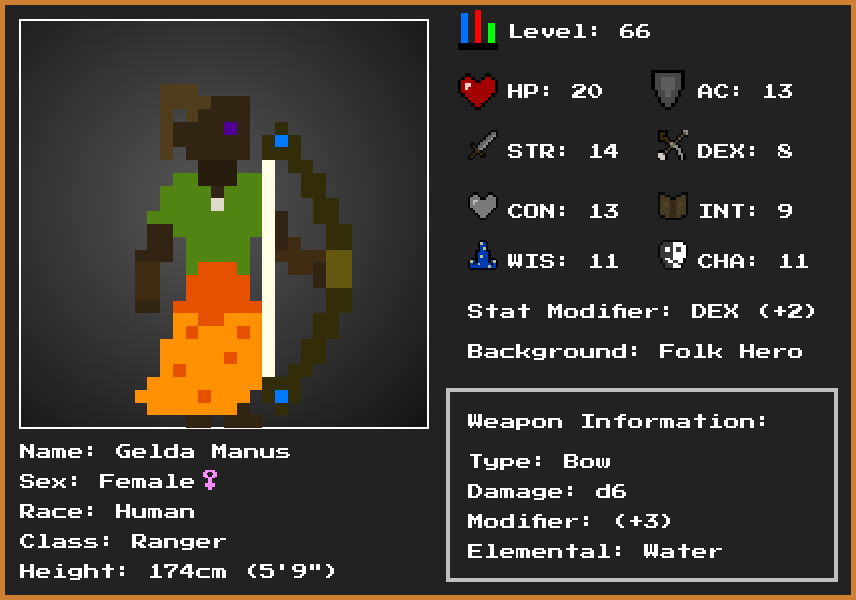 Level: 66
HP: 20
AC: 13
STR: 14
DEX: 8
CON: 13
INT: 9
WIS: 11
CHA: 11
Stat Modifier: DEX (+2)
Background: Folk Hero
Weapon Information:
Type: Bow
Damage: d6
Modifier: (+3)
Elemental: Water
Name: Gelda Manus
Sex: Female♀
Race: Human
Class: Ranger
Height: 174cm (5'9")